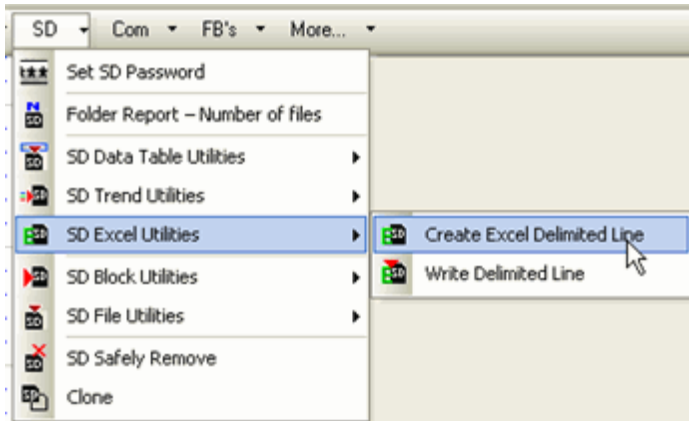 SD Com FB's More...
Set SD Password
Folder Report – Number of files
SD Data Table Utilities
SD Trend Utilities
SD Excel Utilities
Create Excel Delimited Line
SD Block Utilities
Write Delimited Line
SD File Utilities
SD Safely Remove
Clone